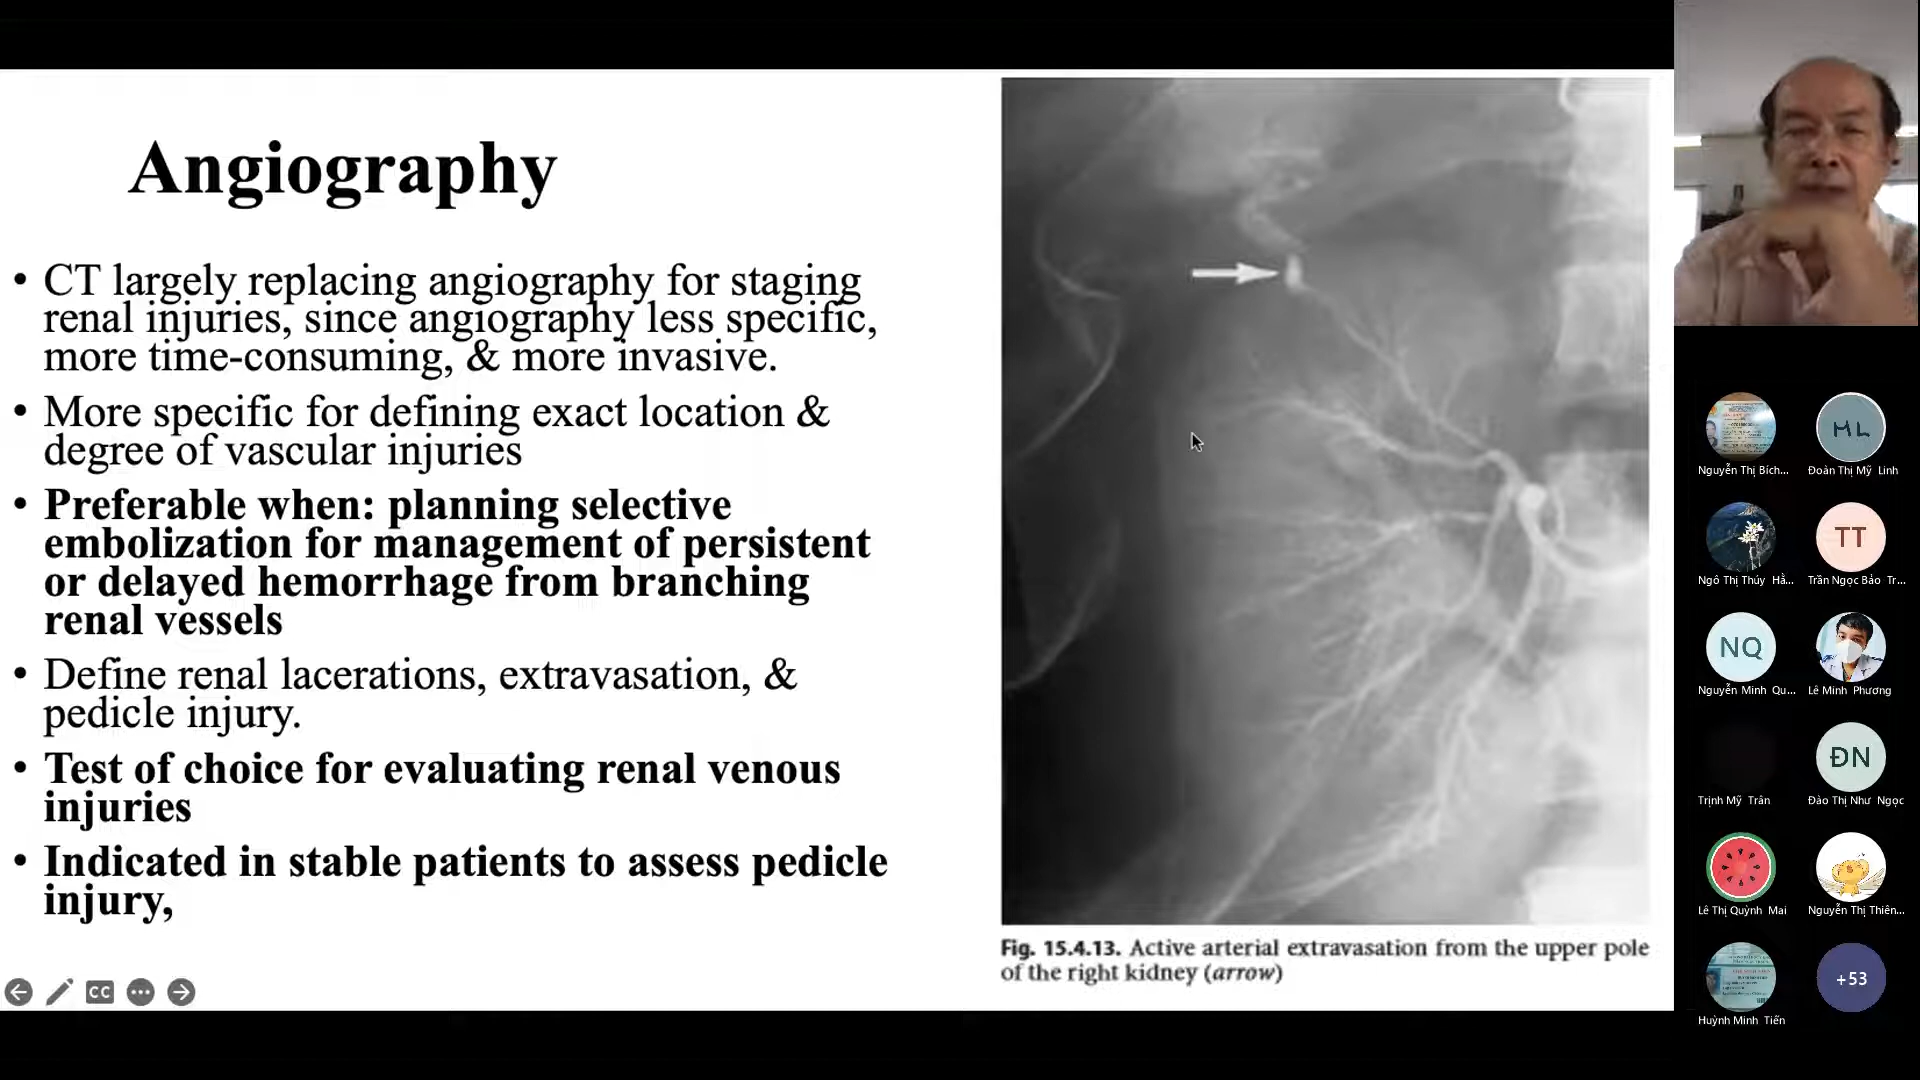 Angiography
• CT largely replacing angiography for staging
renal injuries, since angiography less specific,
more time-consuming, & more invasive.
• More specific for defining exact location &
degree of vascular injuries
• Preferable when: planning selective
embolization for management of persistent
or delayed hemorrhage from branching
renal vessels
• Define renal lacerations, extravasation, &
pedicle injury.
• Test of choice for evaluating renal venous
injuries
• Indicated in stable patients to assess pedicle
injury,
Fig. 15.4.13. Active arterial extravasation from the upper pole
of the right kidney (arrow)
CC
Nguyễn Thị Bích...
ML
Đoàn Thị Mỹ Linh
Ngô Thị Thúy Hằ...
TT
Trần Ngọc Bảo Tr...
NQ
Nguyễn Minh Qu...
Lê Minh Phương
Trịnh Mỹ Trân
ĐN
Đào Thị Như Ngọc
Lê Thị Quỳnh Mai
Nguyễn Thị Thiên...
Huỳnh Minh Tiến
+53